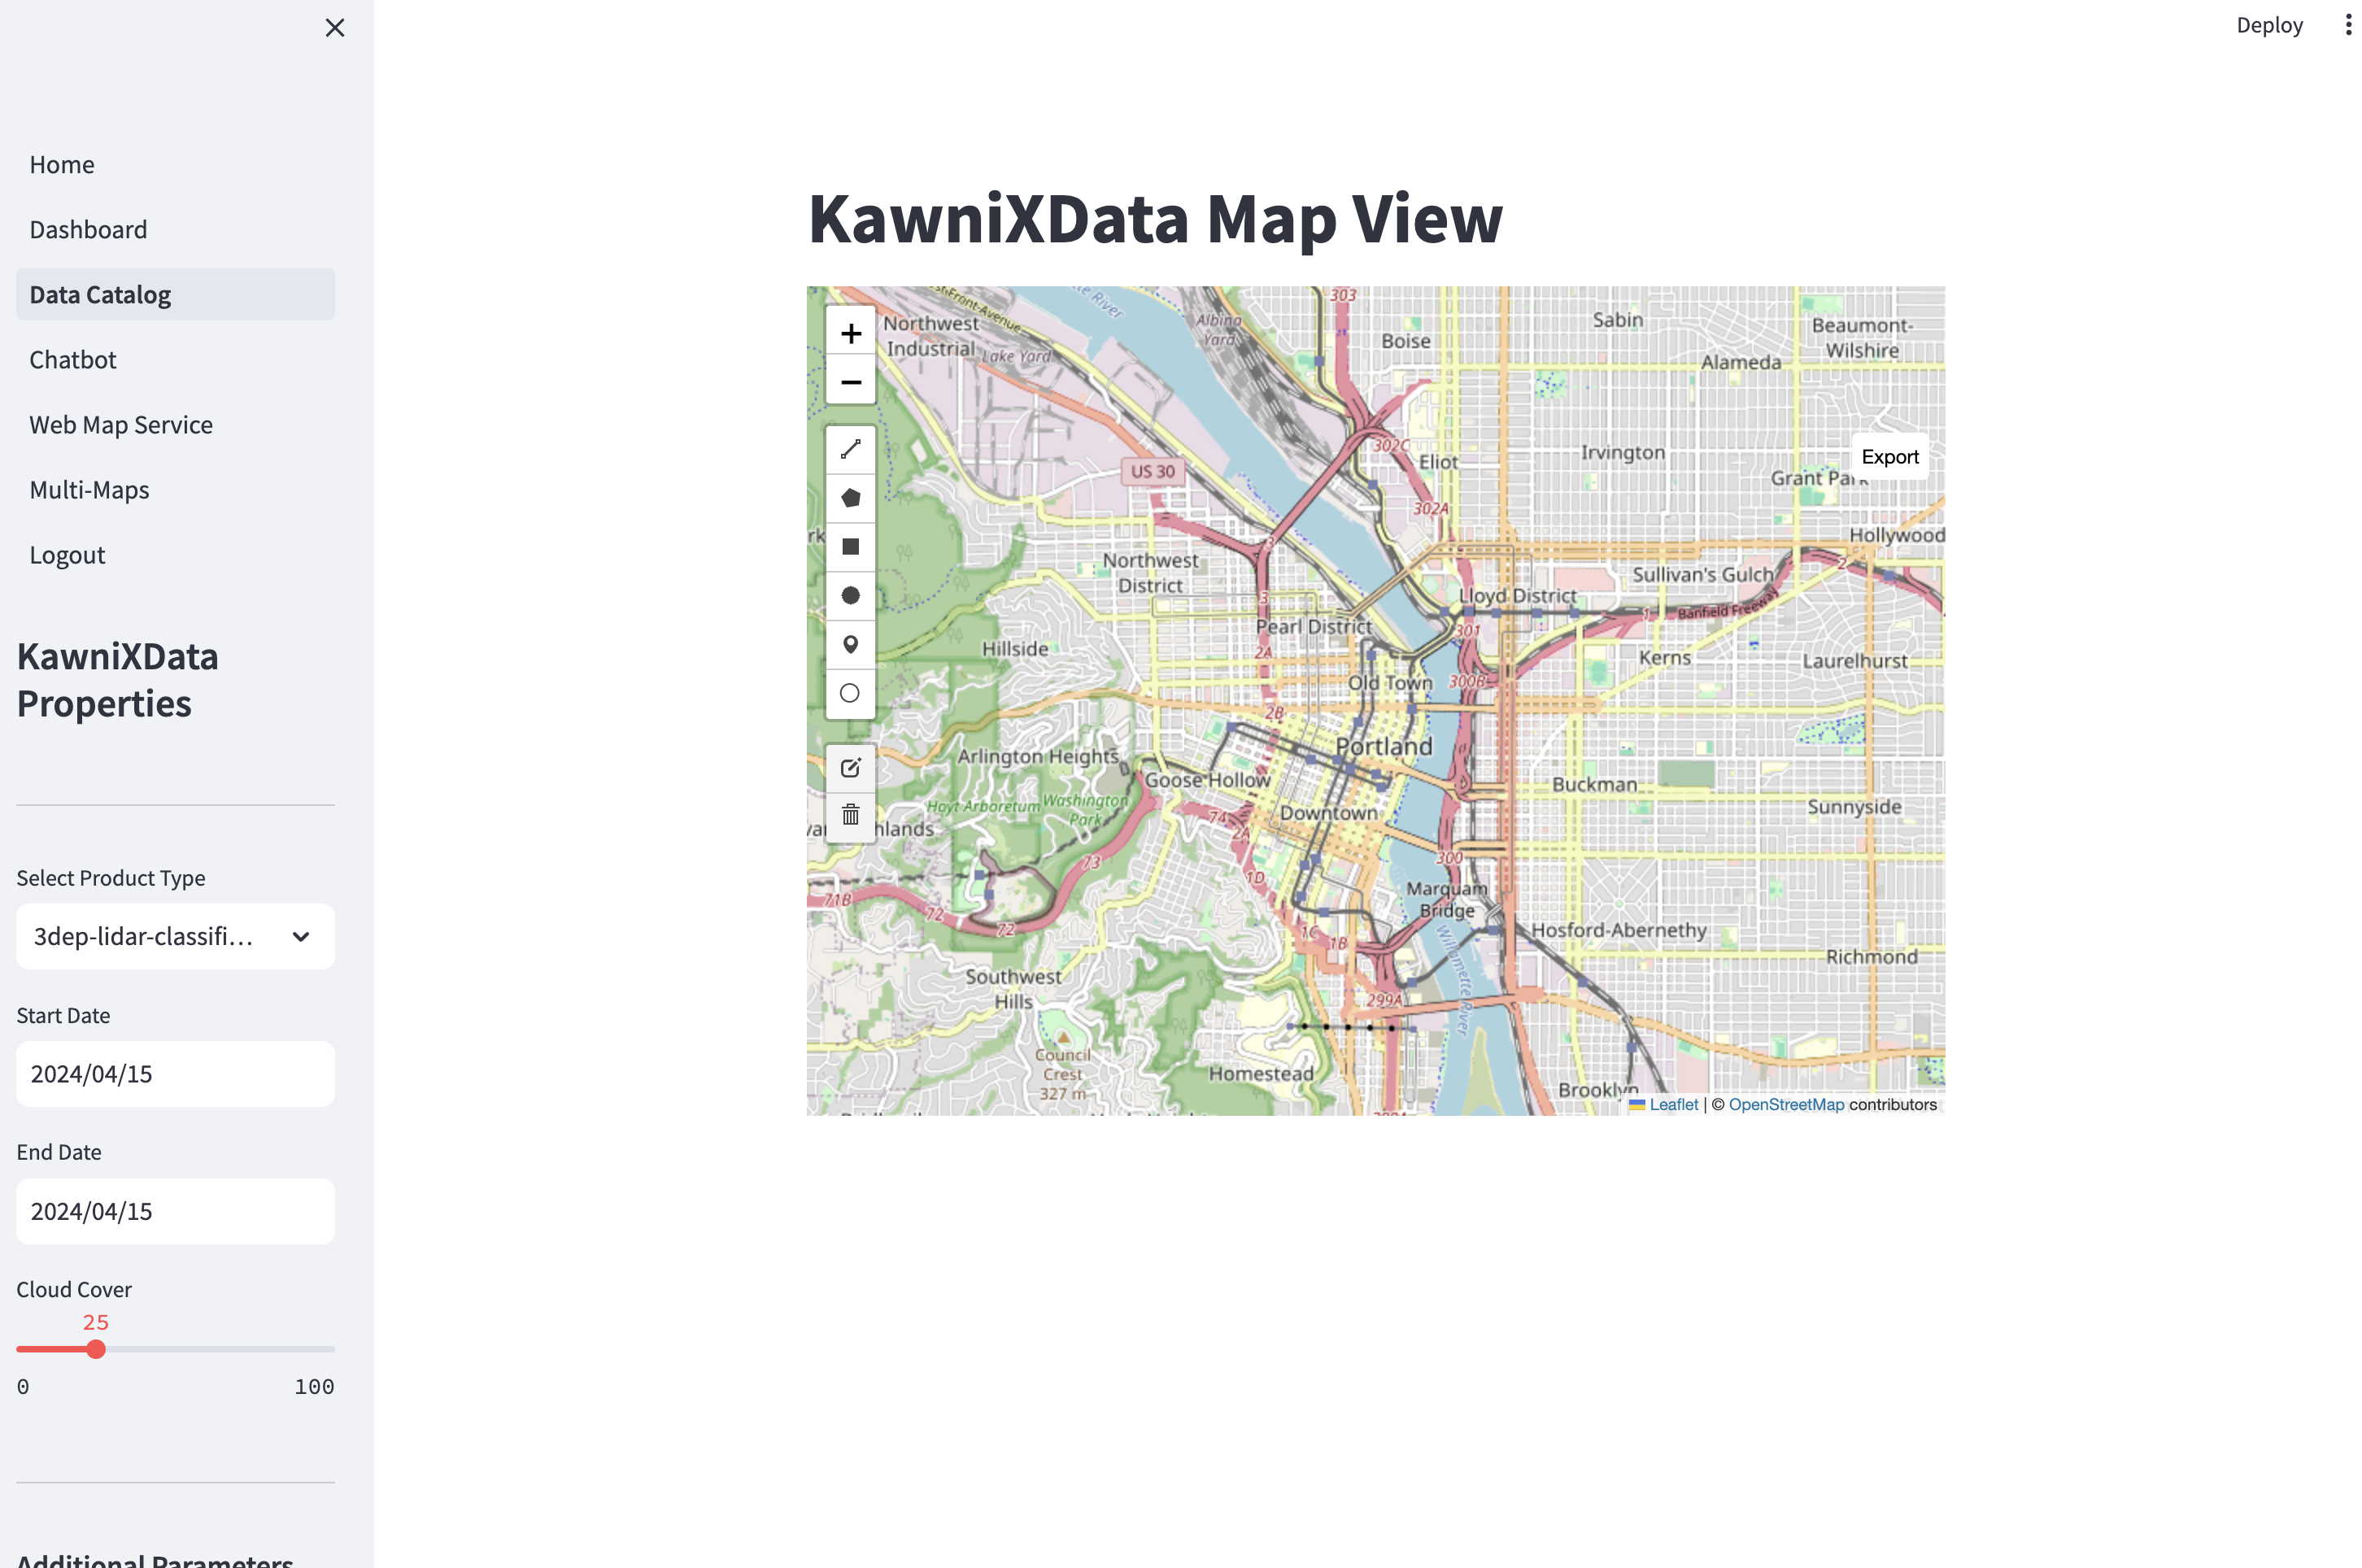 Deploy
Home
Dashboard
Data Catalog
Chatbot
Web Map Service
Multi-Maps
Logout
KawniXData
Properties
Select Product Type
3dep-lidar-classifi...
Start Date
2024/04/15
End Date
2024/04/15
Cloud Cover
25
0
100
Additional Parameters
KawniXData Map View
+
−
303
Northwest
Industrial
Lake Yard
Albina
Yard
Boise
Sabin
Beaumont-
Wilshire
Alameda
US 30
302C
Eliot
Irvington
Export
Grant Park
302A
Hollywood
3
2
Northwest
District
Sullivan's Gulch
Lloyd District
3
1
Banfield Freeway
Pearl District
301
2A
Hillside
Kerns
Laurelhurst
Old Town
300B
2B
Portland
Arlington Heights
Goose Hollow
Buckman
Hoyt Arboretum
Washington
Park
Downtown
Sunnyside
hlands
74
2A
73
300
1D
71B
72
72
Marquam
Bridge
1C
1B
Hosford-Abernethy
Willamette River
Richmond
Southwest
Hills
299A
Council
Crest
327 m
Homestead
Brooklyn
Leaflet | © OpenStreetMap contributors